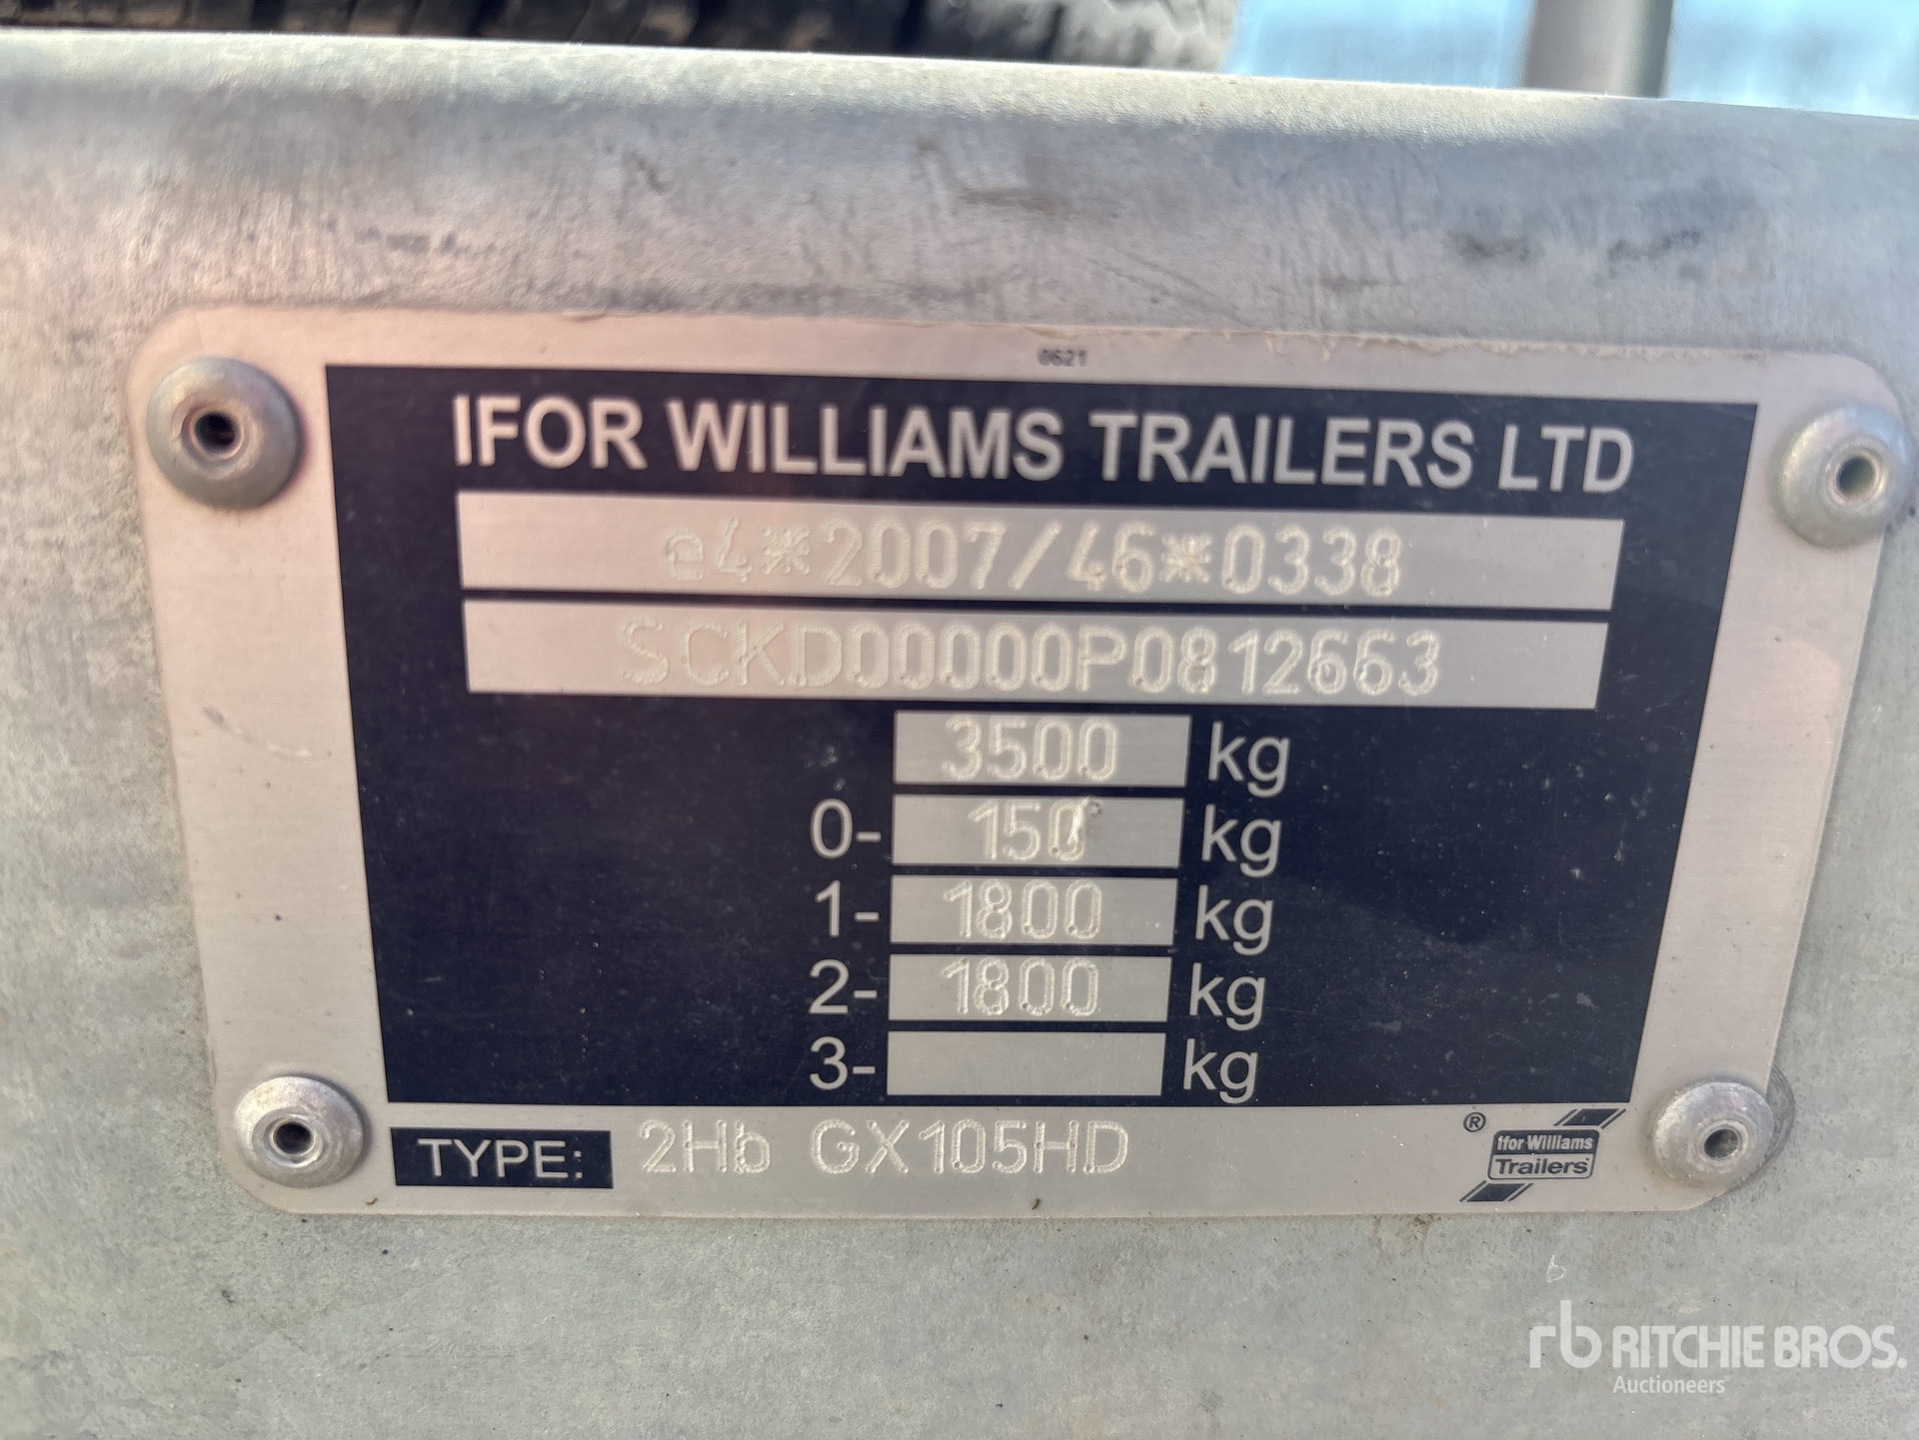 0621
IFOR WILLIAMS TRAILERS LTD
e4*2007/46*0338
SCKD00000P0812663
3500 kg
0- 150 kg
1- 1800 kg
2- 1800 kg
3- kg
TYPE: 2Hb GX105HD
®
Ifor Williams
Trailers
rb RITCHIE BROS.
Auctioneers